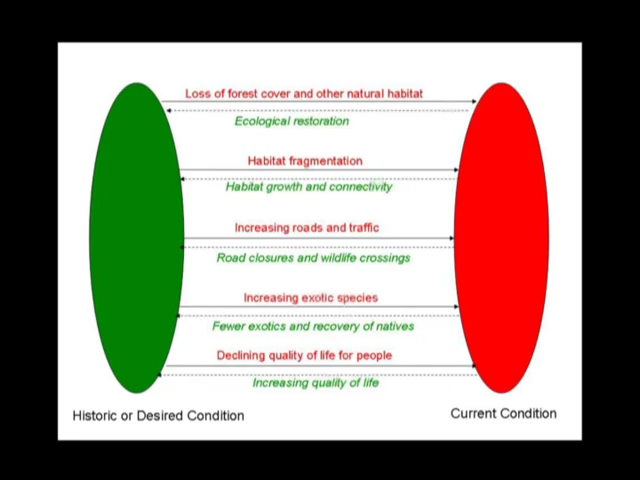 Loss of forest cover and other natural habitat
Ecological restoration
Habitat fragmentation
Habitat growth and connectivity
Increasing roads and traffic
Road closures and wildlife crossings
Increasing exotic species
Fewer exotics and recovery of natives
Declining quality of life for people
Increasing quality of life
Historic or Desired Condition
Current Condition